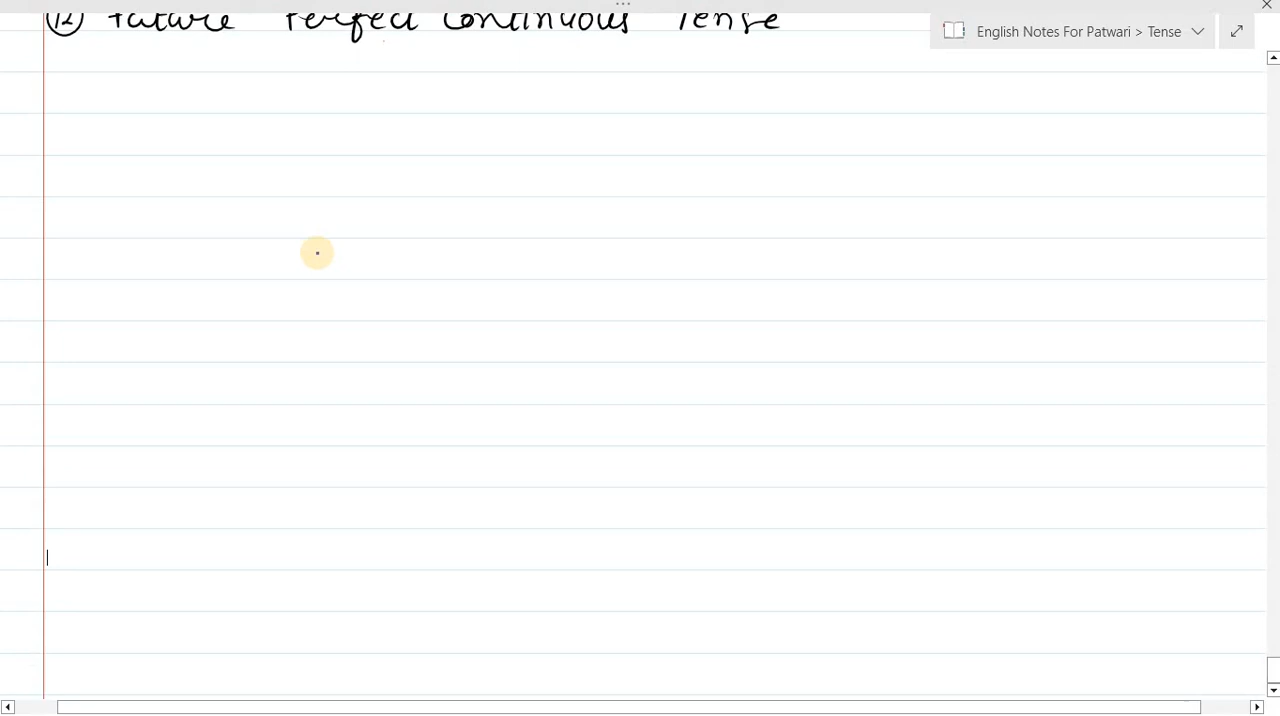 ⑫ Future Perfect Continuous Tense
English Notes For Patwari > Tense